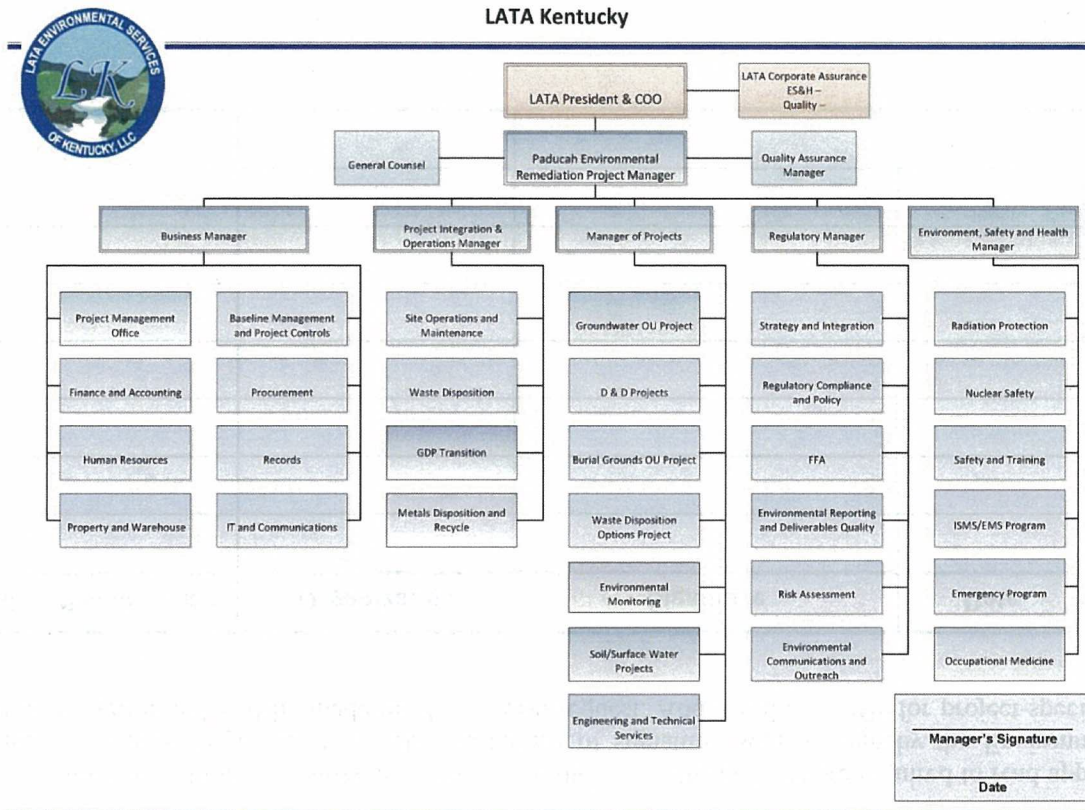 LATA Kentucky
LATA ENVIRONMENTAL SERVICES
LK
OF KENTUCKY, LLC
LATA President & COO
LATA Corporate Assurance
ES&H –
Quality –
General Counsel
Paducah Environmental
Remediation Project Manager
Quality Assurance
Manager
Business Manager
Project Integration &
Operations Manager
Manager of Projects
Regulatory Manager
Environment, Safety and Health
Manager
Project Management
Office
Finance and Accounting
Human Resources
Property and Warehouse
Baseline Management
and Project Controls
Procurement
Records
IT and Communications
Site Operations and
Maintenance
Waste Disposition
GDP Transition
Metals Disposition and
Recycle
Groundwater OU Project
D & D Projects
Burial Grounds OU Project
Waste Disposition
Options Project
Environmental
Monitoring
Soil/Surface Water
Projects
Engineering and Technical
Services
Strategy and Integration
Regulatory Compliance
and Policy
FFA
Environmental Reporting
and Deliverables Quality
Risk Assessment
Environmental
Communications and
Outreach
Radiation Protection
Nuclear Safety
Safety and Training
ISMS/EMS Program
Emergency Program
Occupational Medicine
Manager's Signature
Date